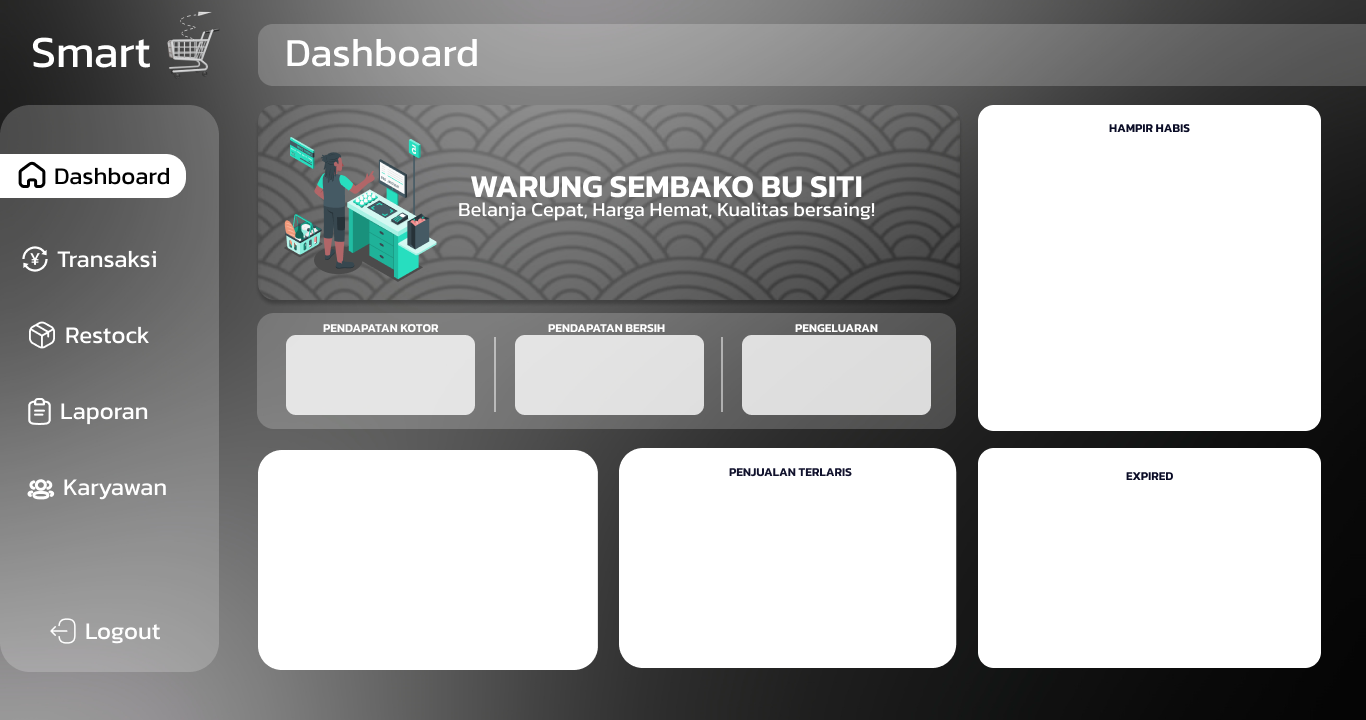 Smart
Dashboard
Dashboard
Transaksi
Restock
Laporan
Karyawan
Logout
WARUNG SEMBAKO BU SITI
Belanja Cepat, Harga Hemat, Kualitas bersaing!
PENDAPATAN KOTOR
PENDAPATAN BERSIH
PENGELUARAN
HAMPIR HABIS
PENJUALAN TERLARIS
EXPIRED